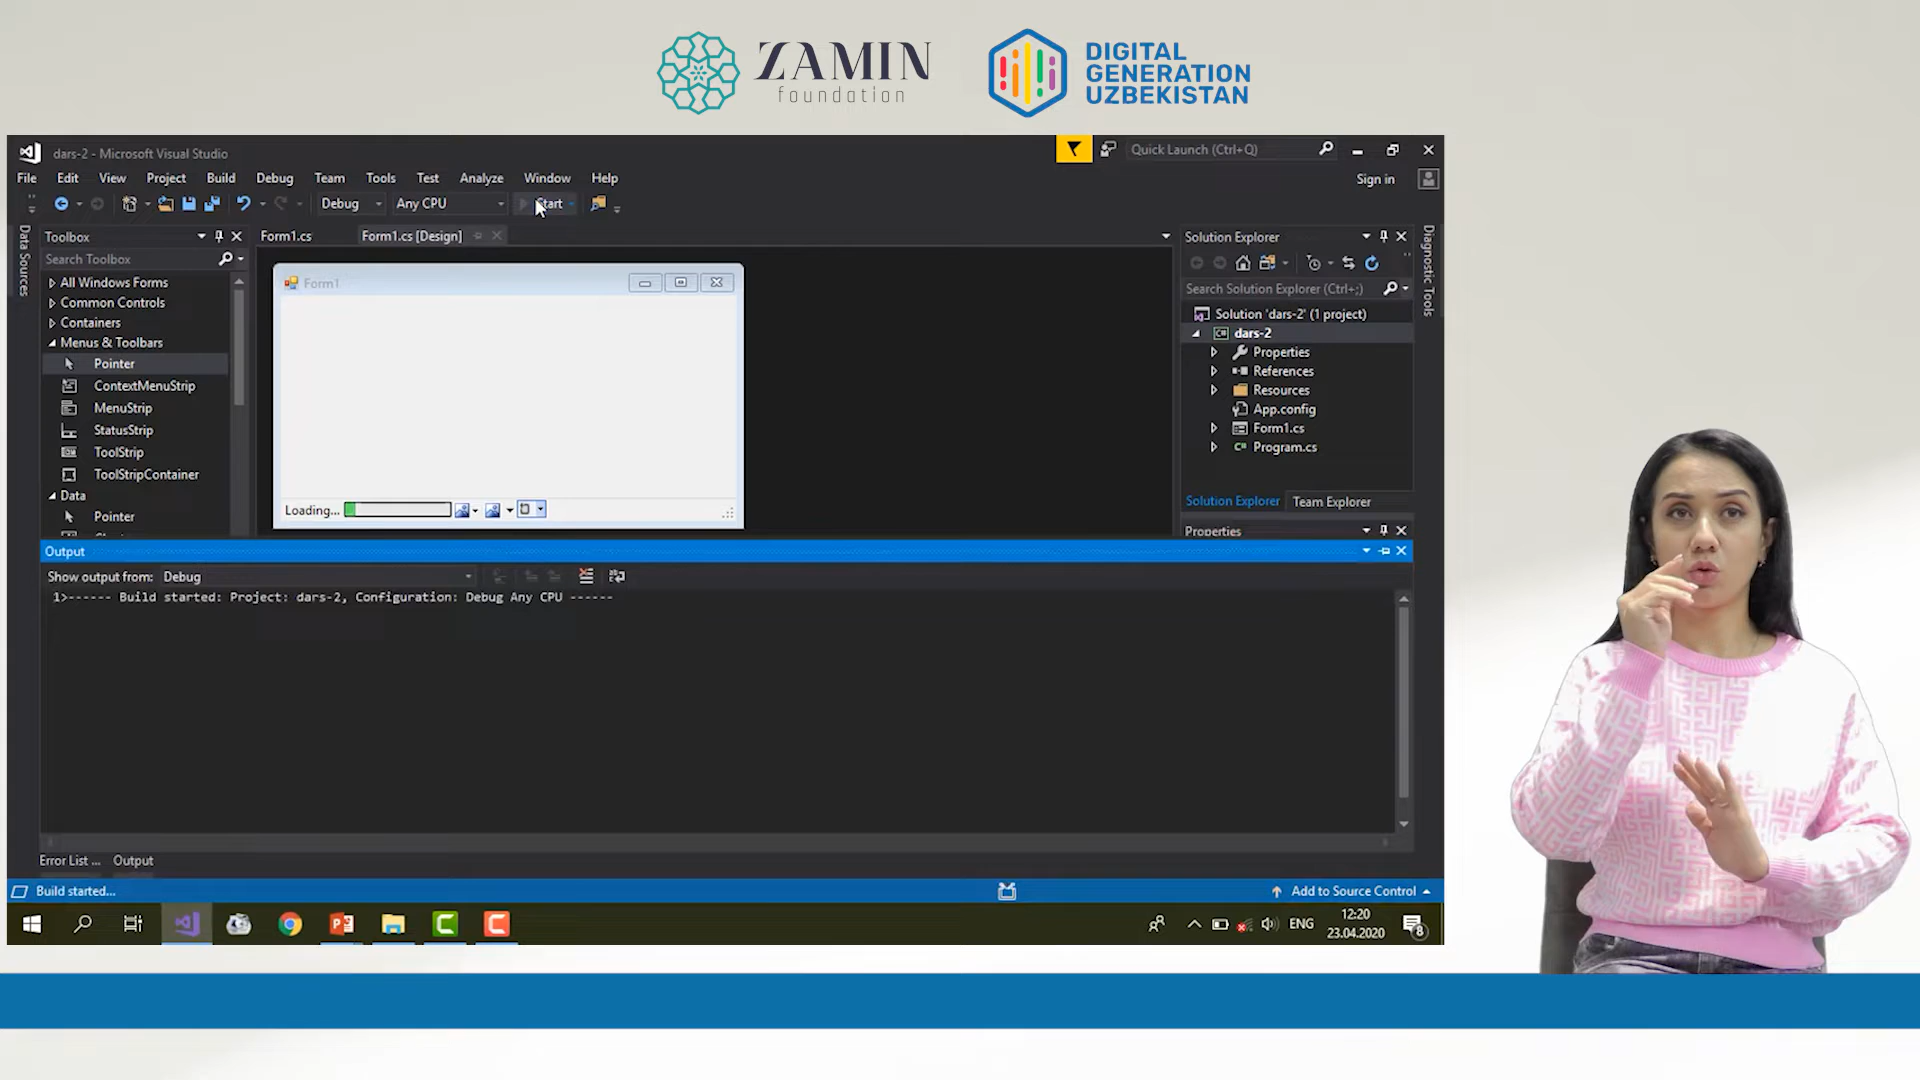 ZAMIN
foundation
DIGITAL
GENERATION
UZBEKISTAN
dars-2 - Microsoft Visual Studio
Quick Launch (Ctrl+Q)
File Edit View Project Build Debug Team Tools Test Analyze Window Help
Sign in
Debug Any CPU Start
Data Sources
Toolbox
Search Toolbox
All Windows Forms
Common Controls
Containers
Menus & Toolbars
Pointer
ContextMenuStrip
MenuStrip
StatusStrip
ToolStrip
ToolStripContainer
Data
Pointer
Form1.cs Form1.cs [Design]
Form1
Loading...
Solution Explorer
Search Solution Explorer (Ctrl+;)
Solution 'dars-2' (1 project)
dars-2
Properties
References
Resources
App.config
Form1.cs
Program.cs
Solution Explorer Team Explorer
Properties
Diagnostic Tools
Output
Show output from: Debug
1>------ Build started: Project: dars-2, Configuration: Debug Any CPU ------
Error List ... Output
Build started...
Add to Source Control
ENG
12:20
23.04.2020
8